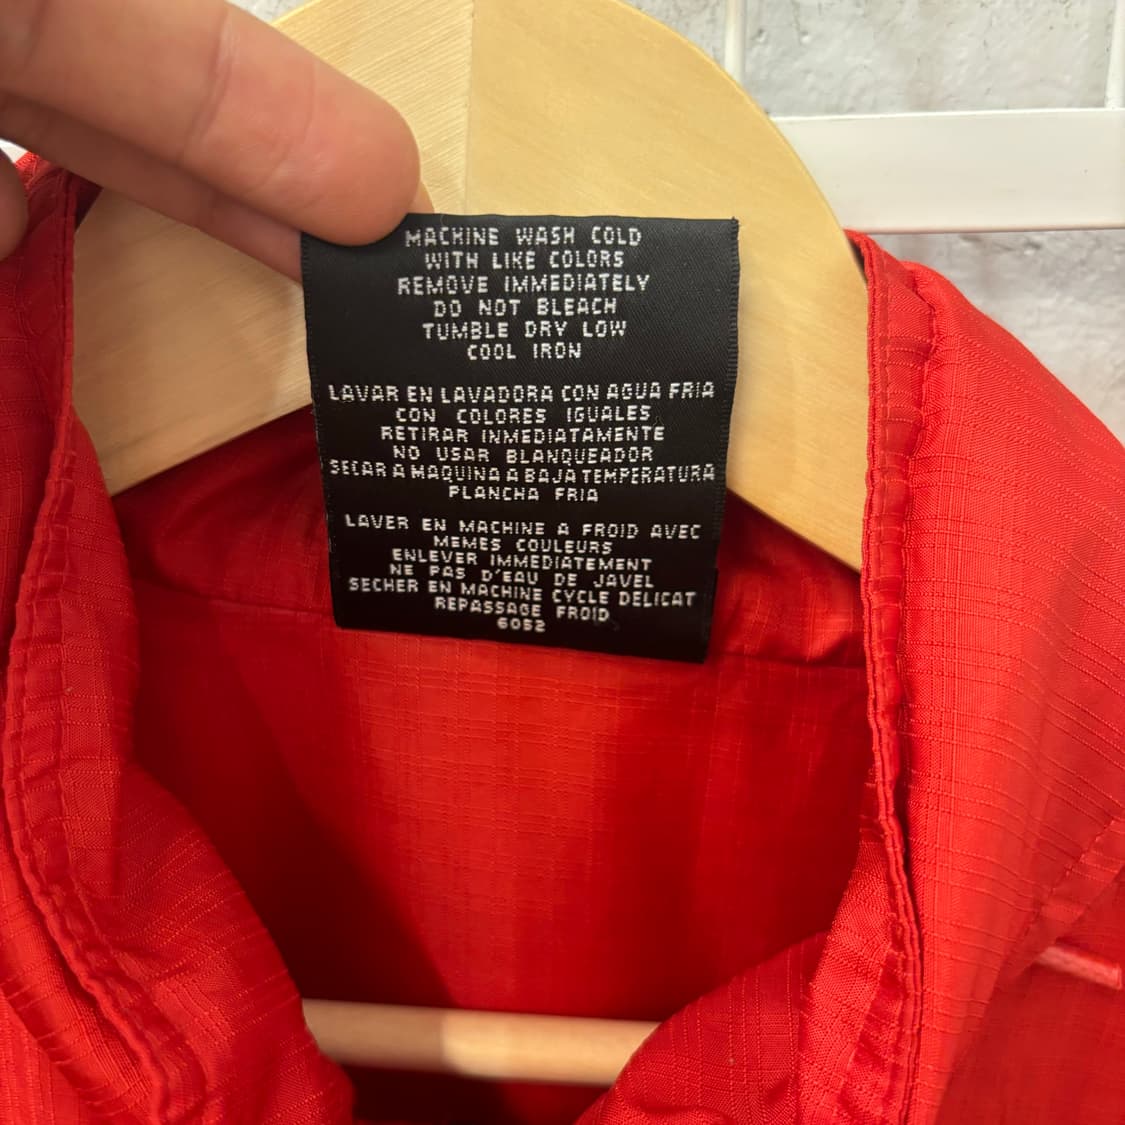 MACHINE WASH COLD
WITH LIKE COLORS
REMOVE IMMEDIATELY
DO NOT BLEACH
TUMBLE DRY LOW
COOL IRON
LAVAR EN LAVADORA CON AGUA FRIA
CON COLORES IGUALES
RETIRAR INMEDIATAMENTE
NO USAR BLANQUEADOR
SECAR A MAQUINA A BAJA TEMPERATURA
PLANCHA FRIA
LAVER EN MACHINE A FROID AVEC
MEMES COULEURS
ENLEVER IMMEDIATEMENT
NE PAS D'EAU DE JAVEL
SECHER EN MACHINE CYCLE DELICAT
REPASSAGE FROID
6052